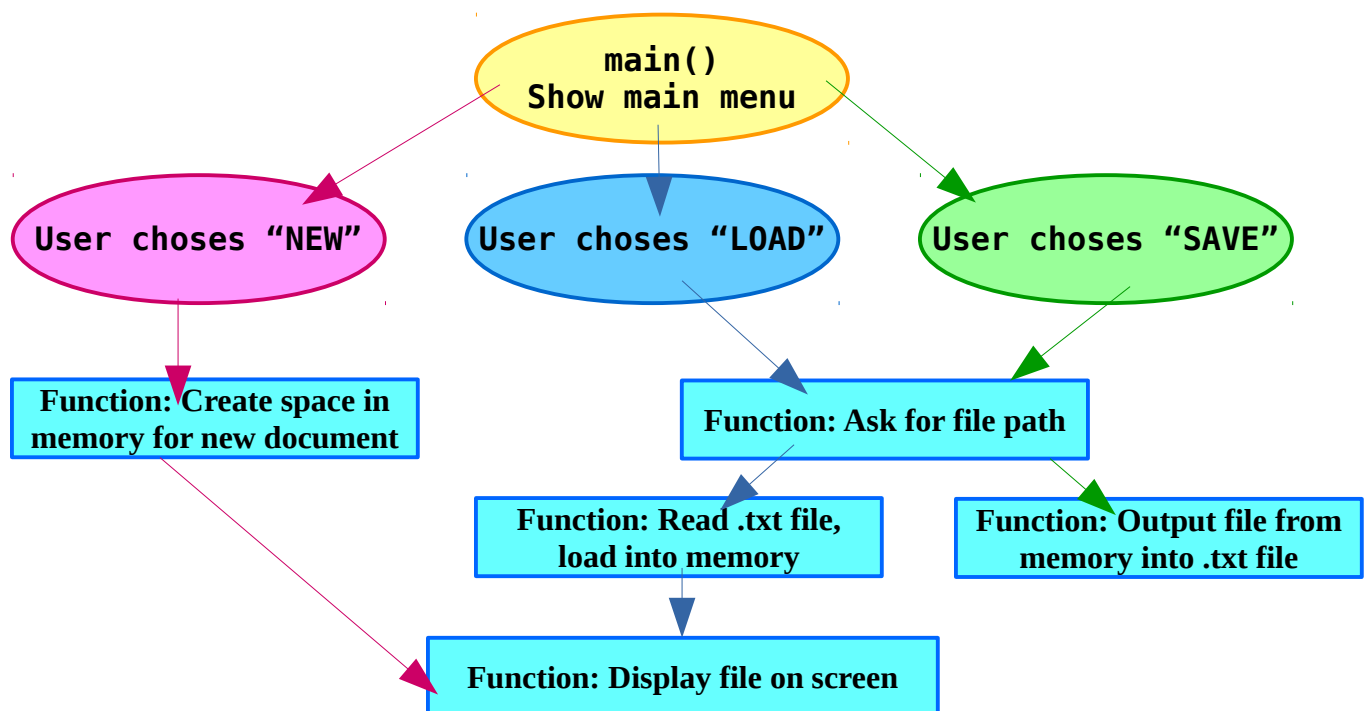 main()
Show main menu
User choses “NEW”
User choses “LOAD”
User choses “SAVE”
Function: Create space in
memory for new document
Function: Ask for file path
Function: Read .txt file,
load into memory
Function: Output file from
memory into .txt file
Function: Display file on screen